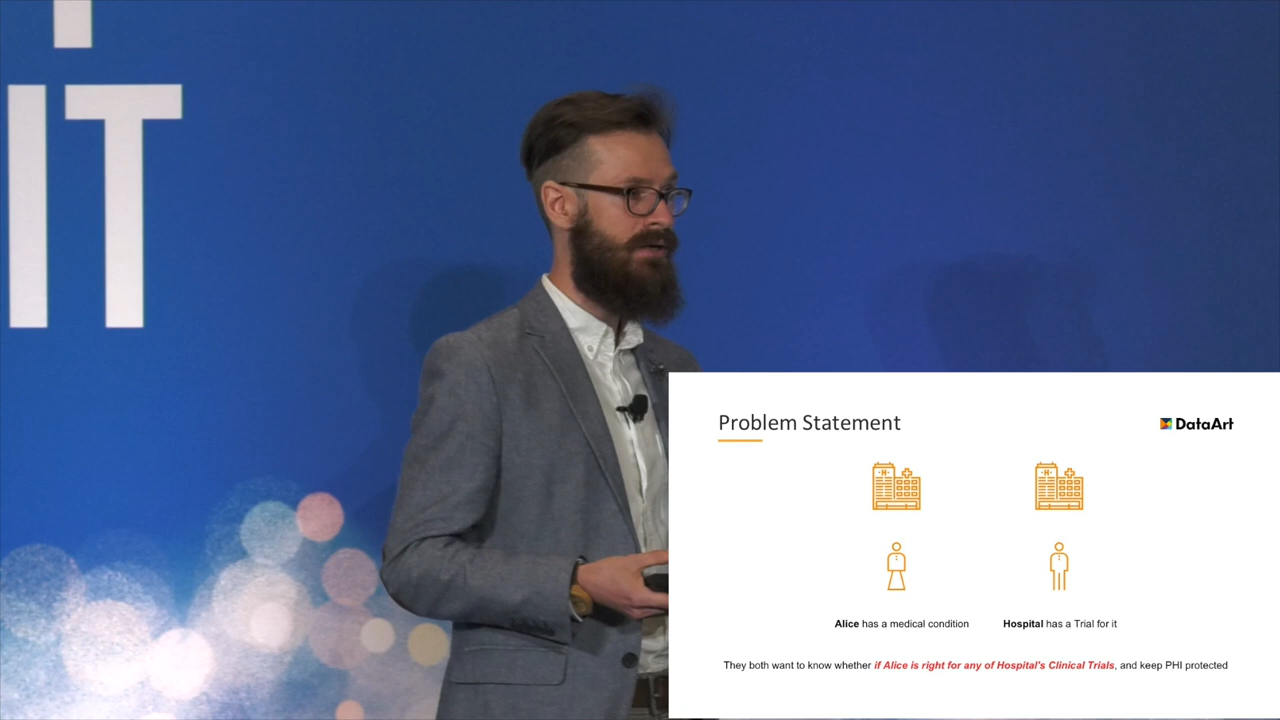 IT
Problem Statement
DataArt
H H
Alice has a medical condition
Hospital has a Trial for it
They both want to know whether if Alice is right for any of Hospital's Clinical Trials, and keep PHI protected